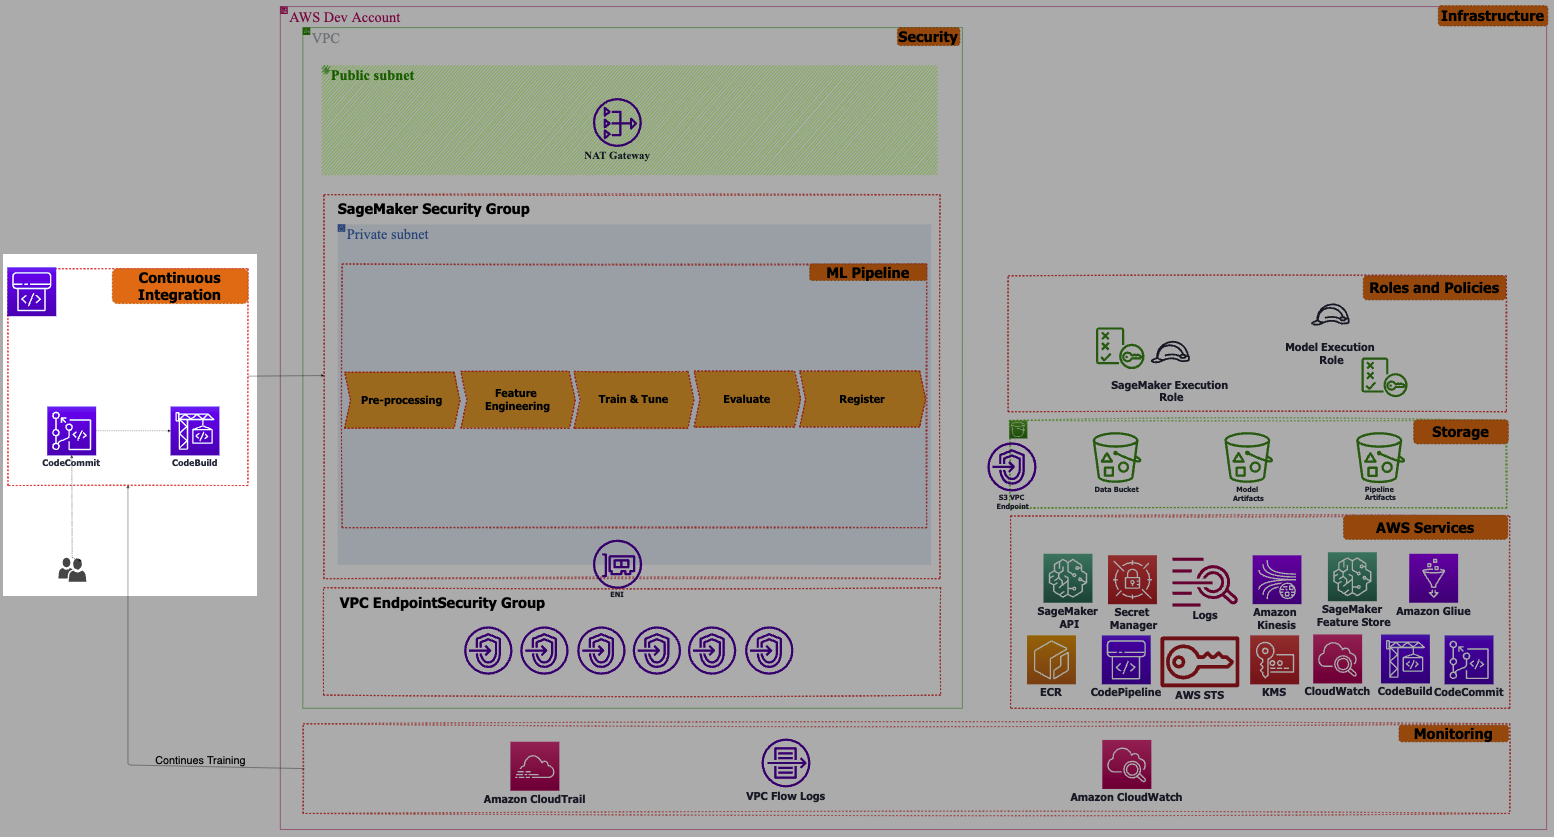 AWS Dev Account
Infrastructure
VPC
Security
Public subnet
NAT Gateway
SageMaker Security Group
Private subnet
ML Pipeline
Continuous
Integration
CodeCommit
CodeBuild
Pre-processing
Feature
Engineering
Train & Tune
Evaluate
Register
ENI
VPC EndpointSecurity Group
Roles and Policies
Model Execution
Role
SageMaker Execution
Role
Storage
S3 VPC
Endpoint
Data Bucket
Model
Artifacts
Pipeline
Artifacts
AWS Services
SageMaker
API
Secret
Manager
Logs
Amazon
Kinesis
SageMaker
Feature Store
Amazon Gliue
ECR
CodePipeline
AWS STS
KMS
CloudWatch
CodeBuild
CodeCommit
Monitoring
Continues Training
Amazon CloudTrail
VPC Flow Logs
Amazon CloudWatch